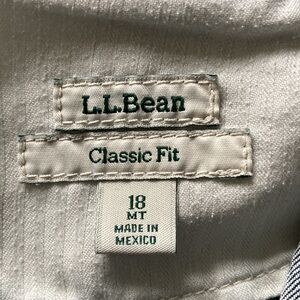 L.L.Bean
Classic Fit
18
MT
MADE IN
MEXICO